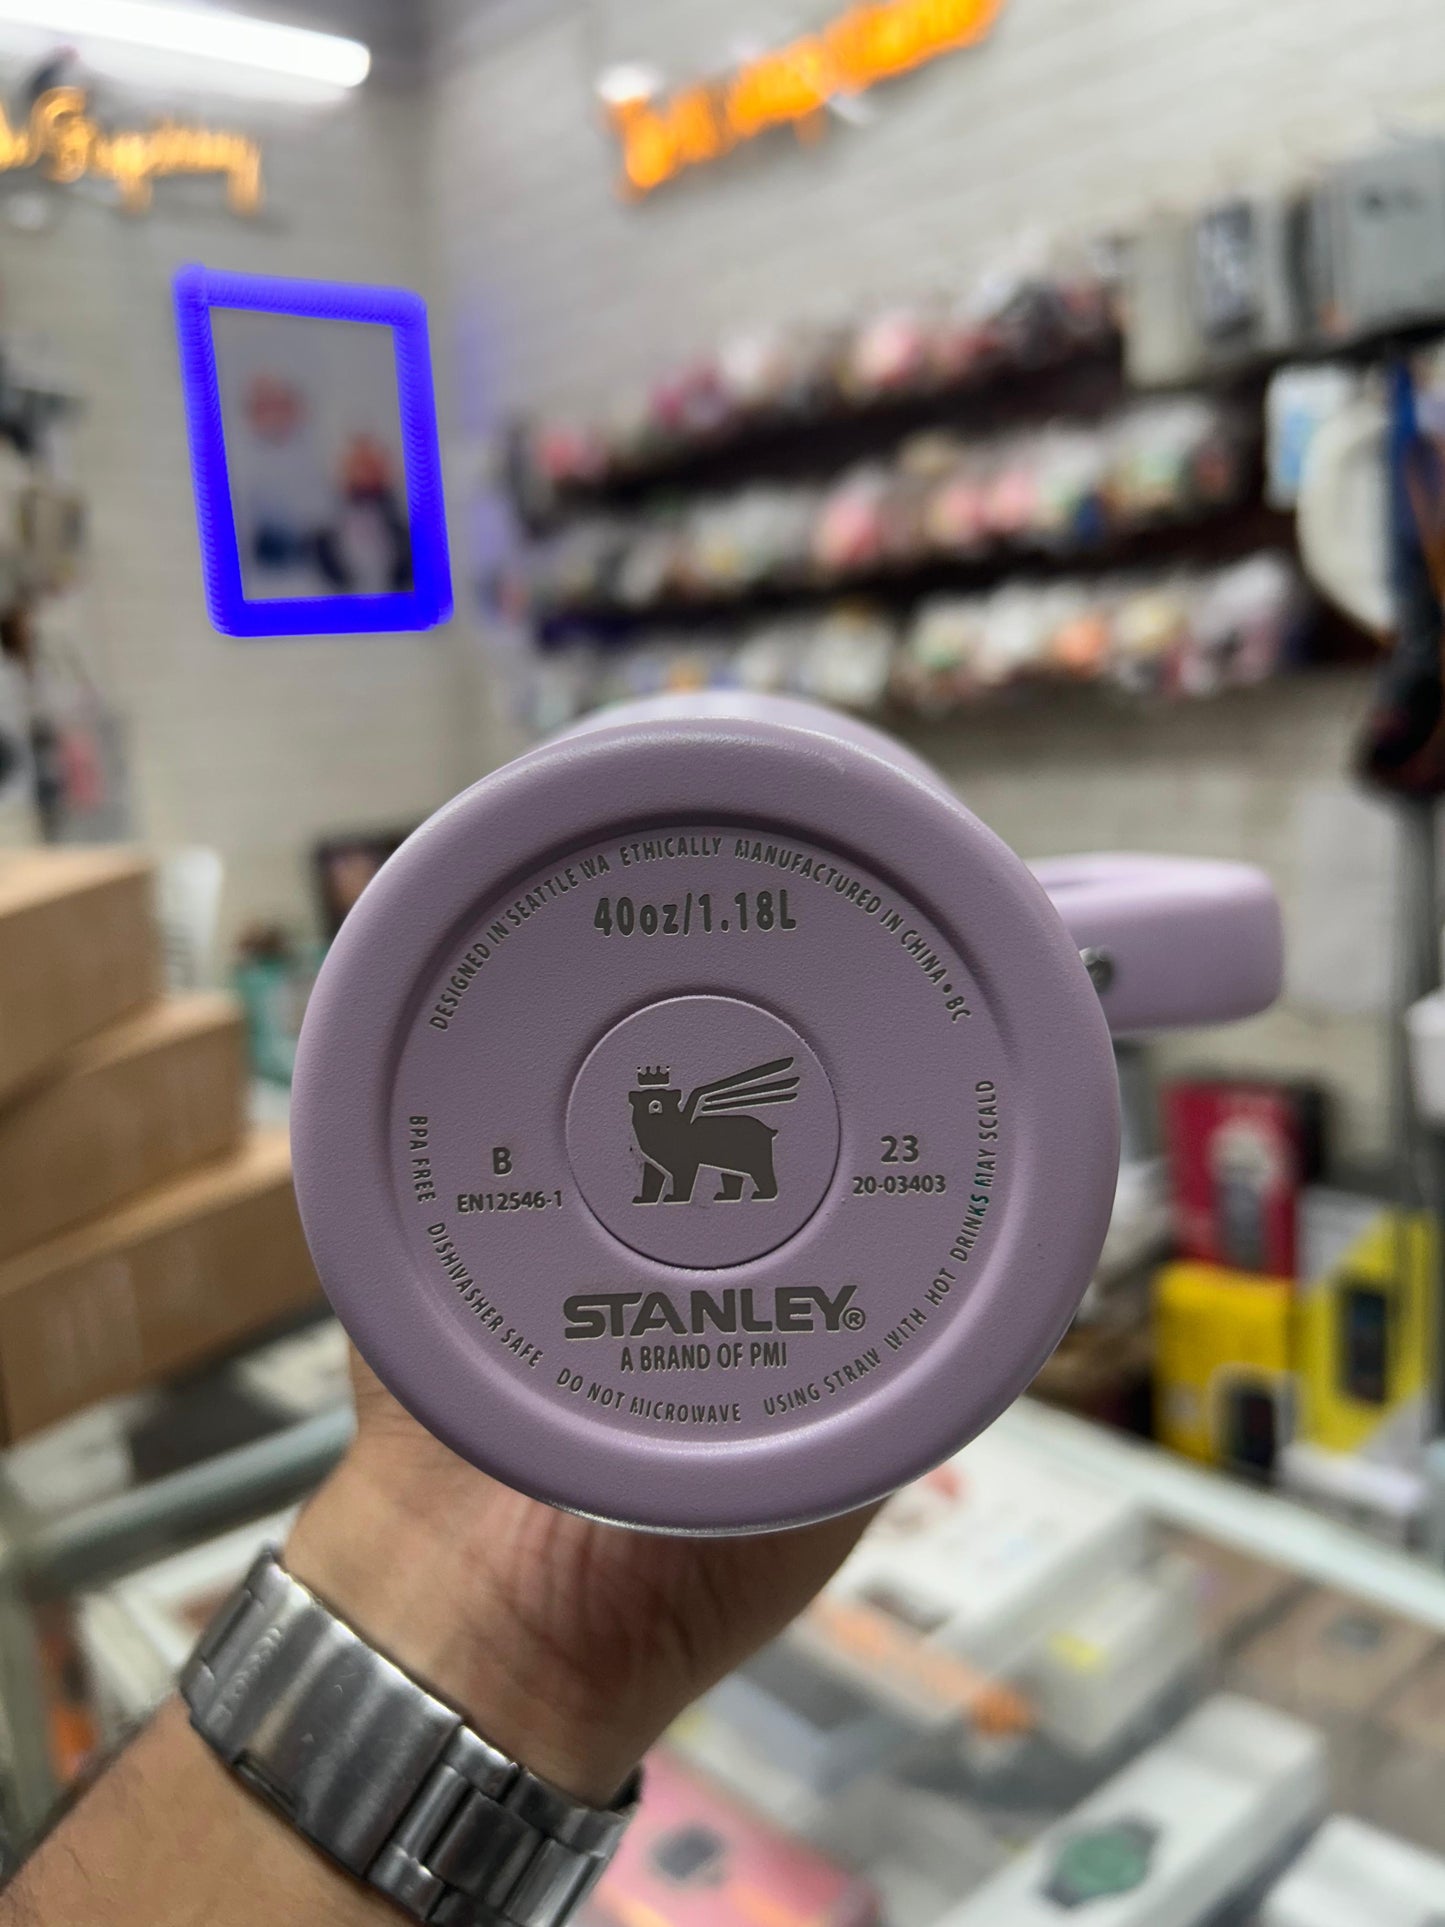 DESIGNED IN SEATTLE WA ETHICALLY MANUFACTURED IN CHINA • BC
40oz/1.18L
B
EN12546-1
23
20-03403
STANLEY®
A BRAND OF PMI
BPA FREE DISHWASHER SAFE DO NOT MICROWAVE USING STRAW WITH HOT DRINKS MAY SCALD